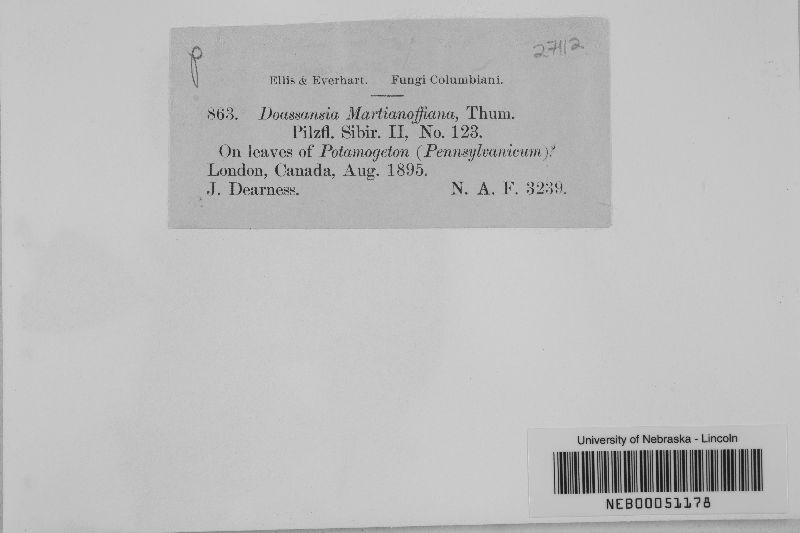 2712
Ellis & Everhart. Fungi Columbiani.
863. Doassansia Martianoffiana, Thum.
Pilzfl. Sibir. II, No. 123.
On leaves of Potamogeton (Pennsylvanicum)?
London, Canada, Aug. 1895.
J. Dearness. N. A. F. 3239.
University of Nebraska - Lincoln
NEB00051178